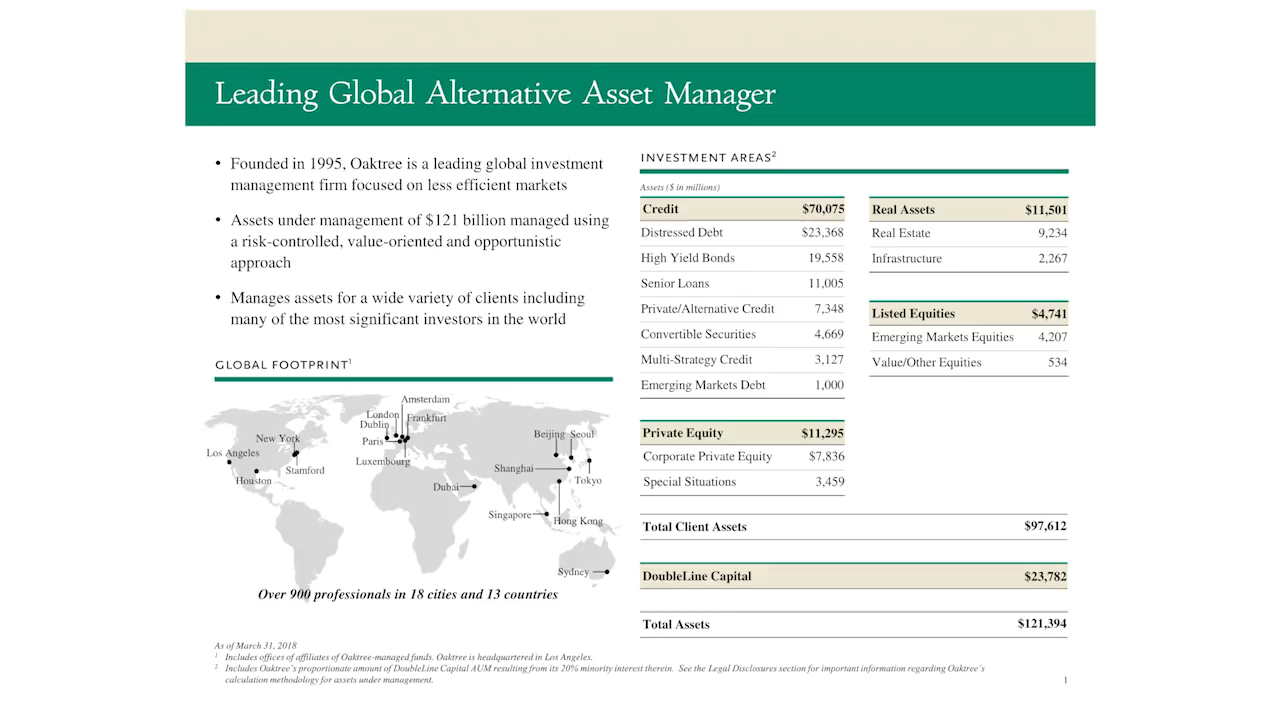 Leading Global Alternative Asset Manager
• Founded in 1995, Oaktree is a leading global investment
management firm focused on less efficient markets
• Assets under management of $121 billion managed using
a risk-controlled, value-oriented and opportunistic
approach
• Manages assets for a wide variety of clients including
many of the most significant investors in the world
GLOBAL FOOTPRINT1
Amsterdam
London
Frankfurt
Dublin
New York
Paris
Beijing
Seoul
Los Angeles
Luxembourg
Stamford
Shanghai
Houston
Dubai
Tokyo
Singapore
Hong Kong
Sydney
Over 900 professionals in 18 cities and 13 countries
INVESTMENT AREAS2
Assets ($ in millions)
Credit $70,075
Distressed Debt $23,368
High Yield Bonds 19,558
Senior Loans 11,005
Private/Alternative Credit 7,348
Convertible Securities 4,669
Multi-Strategy Credit 3,127
Emerging Markets Debt 1,000
Private Equity $11,295
Corporate Private Equity $7,836
Special Situations 3,459
Real Assets $11,501
Real Estate 9,234
Infrastructure 2,267
Listed Equities $4,741
Emerging Markets Equities 4,207
Value/Other Equities 534
Total Client Assets $97,612
DoubleLine Capital $23,782
Total Assets $121,394
As of March 31, 2018
1 Includes offices of affiliates of Oaktree-managed funds. Oaktree is headquartered in Los Angeles.
2 Includes Oaktree's proportionate amount of DoubleLine Capital AUM resulting from its 20% minority interest therein. See the Legal Disclosures section for important information regarding Oaktree's
calculation methodology for assets under management.
1